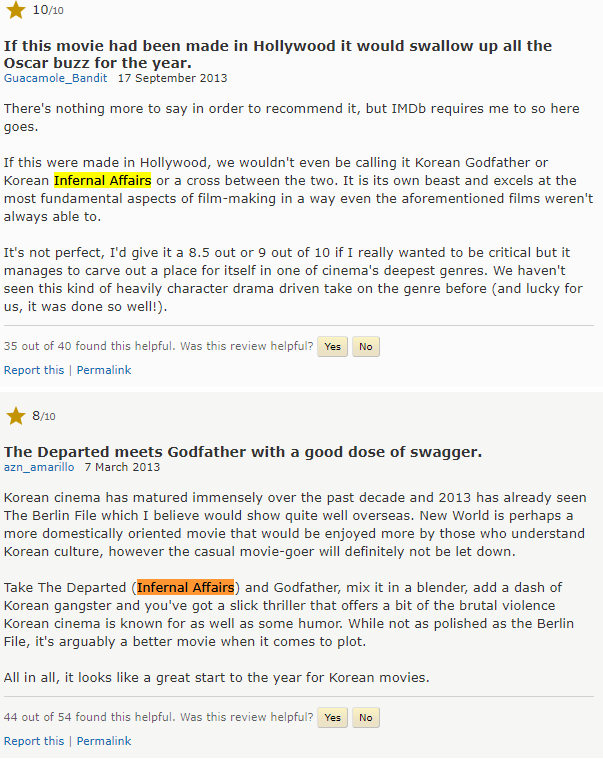 10/10
If this movie had been made in Hollywood it would swallow up all the
Oscar buzz for the year.
Guacamole_Bandit 17 September 2013
There's nothing more to say in order to recommend it, but IMDb requires me to so here
goes.
If this were made in Hollywood, we wouldn't even be calling it Korean Godfather or
Korean Infernal Affairs or a cross between the two. It is its own beast and excels at the
most fundamental aspects of film-making in a way even the aforementioned films weren't
always able to.
It's not perfect, I'd give it a 8.5 out or 9 out of 10 if I really wanted to be critical but it
manages to carve out a place for itself in one of cinema's deepest genres. We haven't
seen this kind of heavily character drama driven take on the genre before (and lucky for
us, it was done so well!).
35 out of 40 found this helpful. Was this review helpful? Yes No
Report this | Permalink
8/10
The Departed meets Godfather with a good dose of swagger.
azn_amarillo 7 March 2013
Korean cinema has matured immensely over the past decade and 2013 has already seen
The Berlin File which I believe would show quite well overseas. New World is perhaps a
more domestically oriented movie that would be enjoyed more by those who understand
Korean culture, however the casual movie-goer will definitely not be let down.
Take The Departed (Infernal Affairs) and Godfather, mix it in a blender, add a dash of
Korean gangster and you've got a slick thriller that offers a bit of the brutal violence
Korean cinema is known for as well as some humor. While not as polished as the Berlin
File, it's arguably a better movie when it comes to plot.
All in all, it looks like a great start to the year for Korean movies.
44 out of 54 found this helpful. Was this review helpful? Yes No
Report this | Permalink